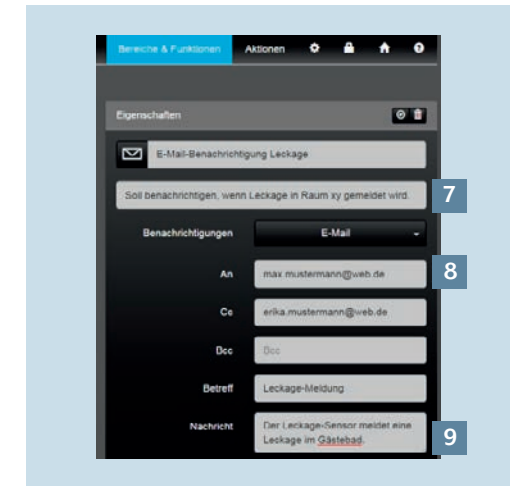 Bereiche & Funktionen Aktionen
Eigenschaften
E-Mail-Benachrichtigung Leckage
Soll benachrichtigen, wenn Leckage in Raum xy gemeldet wird.
7
Benachrichtigungen E-Mail
An max.mustermann@web.de
8
Cc erika.mustermann@web.de
Bcc Bcc
Betreff Leckage-Meldung
Nachricht Der Leckage-Sensor meldet eine
Leckage im Gästebad.
9